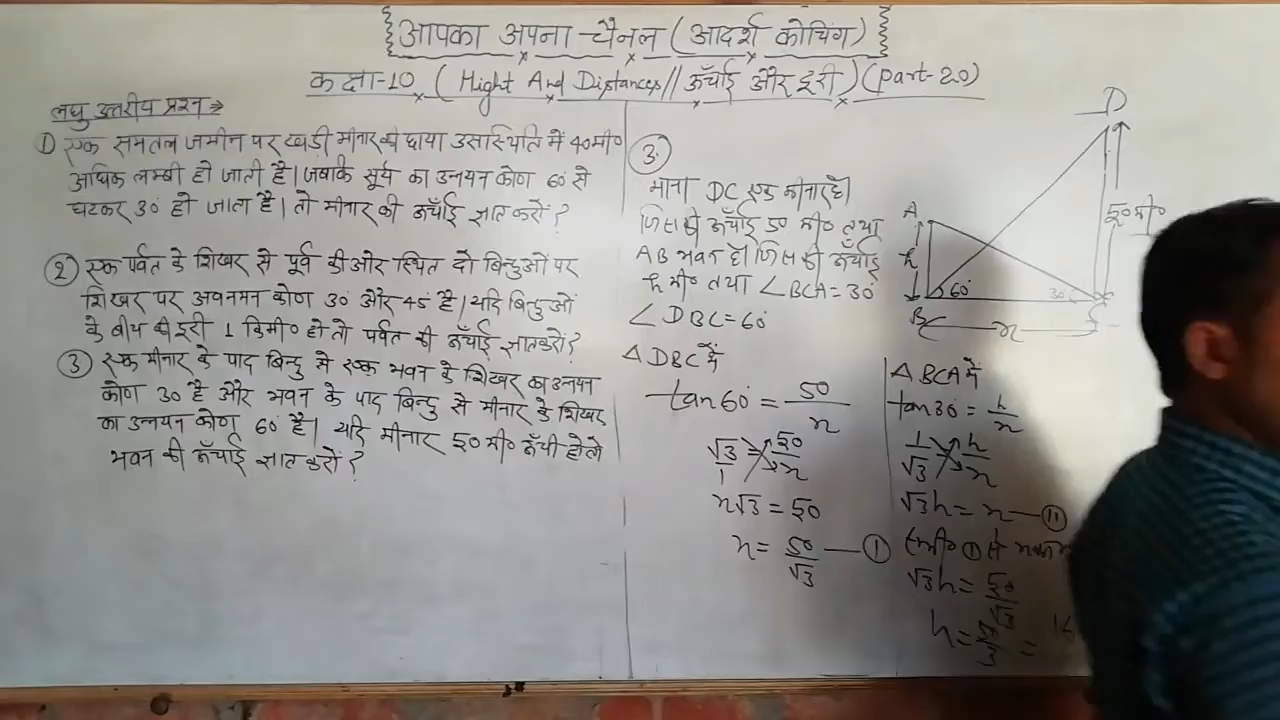 आपका अपना चैनल (आदर्श कोचिंग)
कक्षा-10 (Hight And Distances // ऊँचाई और दूरी) (Part-20)
लघु उत्तरीय प्रश्न →
① एक समतल जमीन पर खड़ी मीनार की छाया उस स्थिति में 40 मी०
अधिक लम्बी हो जाती है। जबकि सूर्य का उन्नयन कोण 60° से
घटकर 30° हो जाता है। तो मीनार की ऊँचाई ज्ञात करों?
② एक पर्वत के शिखर से पूर्व की ओर स्थित दो बिन्दुओं पर
शिखर पर अवनमन कोण 30° और 45° है। यदि बिन्दुओं
के बीच की दूरी 1 किमी० हो तो पर्वत की ऊँचाई ज्ञात करों?
③ एक मीनार के पाद बिन्दु से एक भवन के शिखर का उन्नयन
कोण 30° है और भवन के पाद बिन्दु से मीनार के शिखर
का उन्नयन कोण 60° है। यदि मीनार 50 मी० ऊँची हो तो
भवन की ऊँचाई ज्ञात करों?
③.
माना DC एक मीनार है।
जिसकी ऊँचाई 50 मी० तथा
AB भवन है। जिस की ऊँचाई
h मी० तथा ∠BCA = 30°
∠DBC = 60°
Δ DBC में
tan 60° = 50/x
√3/1 = 50/x
x√3 = 50
x = 50/√3 — ①
D
A
h
50 मी०
60°
30°
B
C
x
Δ BCA में
tan 30° = h/x
1/√3 = h/x
√3h = x — ⑪
समी० ① से
√3h = 50/√3
h = =